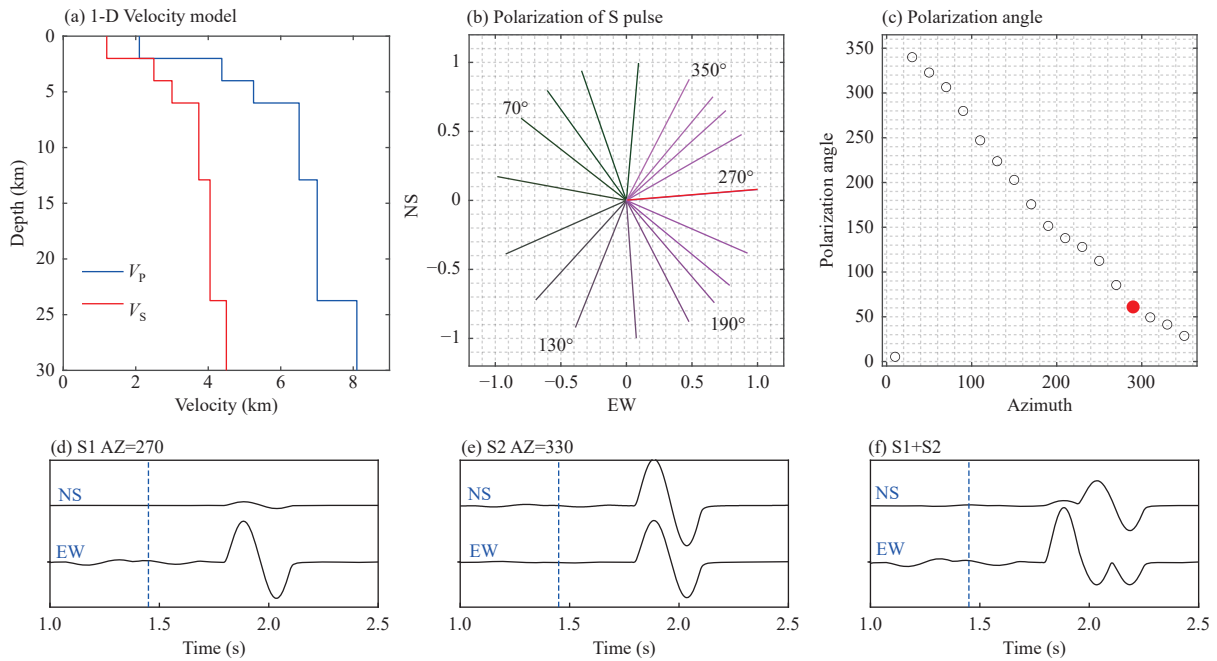 (a) 1-D Velocity model
0
5
10
15
20
25
30
Depth (km)
V_P
V_S
0
2
4
6
8
Velocity (km)
(b) Polarization of S pulse
1
0.5
0
−0.5
−1
NS
350°
70°
270°
190°
130°
−1.0
−0.5
0
0.5
1.0
EW
(c) Polarization angle
350
300
250
200
150
100
50
0
Polarization angle
0
100
200
300
Azimuth
(d) S1 AZ=270
NS
EW
1.0
1.5
2.0
2.5
Time (s)
(e) S2 AZ=330
NS
EW
1.0
1.5
2.0
2.5
Time (s)
(f) S1+S2
NS
EW
1.0
1.5
2.0
2.5
Time (s)